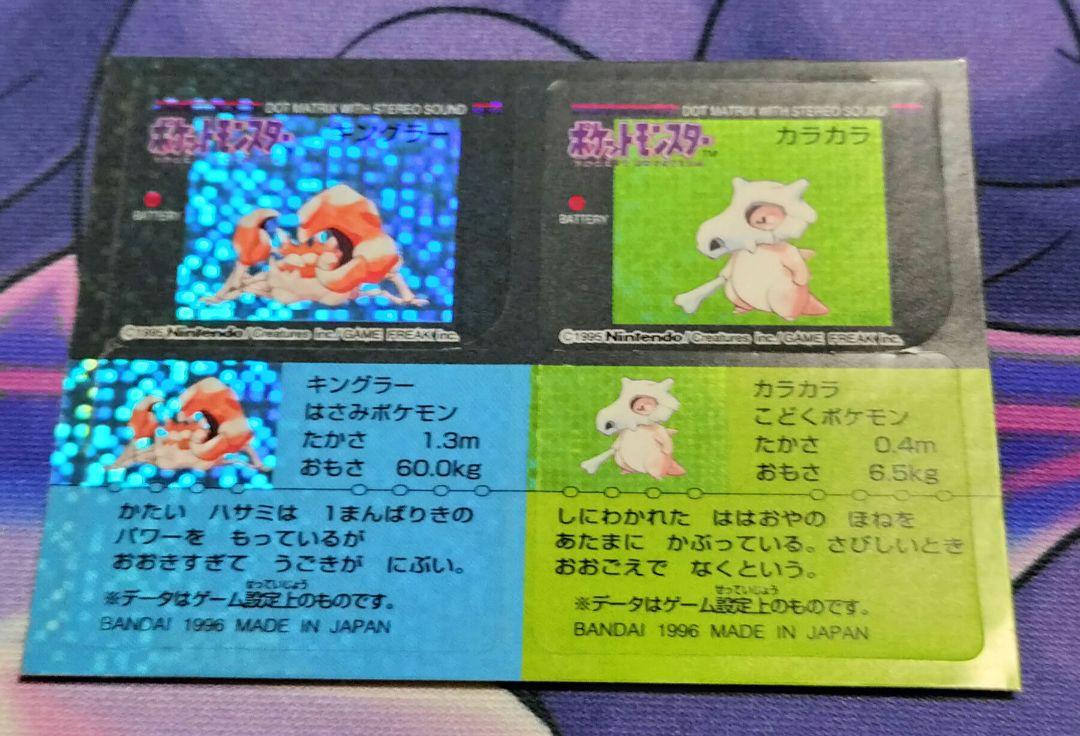 DOT MATRIX WITH STEREO SOUND
ポケットモンスター
キングラー
BATTERY
©1995 Nintendo/Creatures inc./GAME FREAK inc.
キングラー
はさみポケモン
たかさ 1.3m
おもさ 60.0kg
かたい ハサミは 1まんばりきの
パワーを もっているが
おおきすぎて うごきが にぶい。
せっていじょう
※データはゲーム設定上のものです。
BANDAI 1996 MADE IN JAPAN
DOT MATRIX WITH STEREO SOUND
ポケットモンスター™
カラカラ
BATTERY
©1995 Nintendo/Creatures inc./GAME FREAK inc.
カラカラ
こどくポケモン
たかさ 0.4m
おもさ 6.5kg
しにわかれた ははおやの ほねを
あたまに かぶっている。さびしいとき
おおごえで なくという。
せっていじょう
※データはゲーム設定上のものです。
BANDAI 1996 MADE IN JAPAN